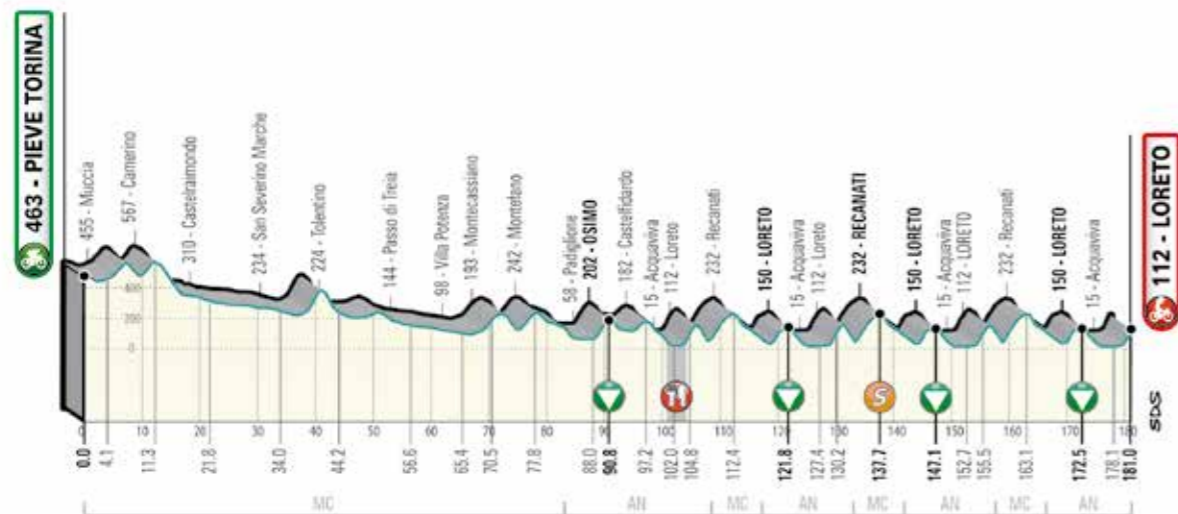 463 - PIEVE TORINA
455 - Muccia
567 - Camerino
310 - Castelraimondo
234 - San Severino Marche
224 - Tolentino
144 - Passo di Treia
98 - Villa Potenza
193 - Montecassiano
242 - Montefano
58 - Padiglione
202 - OSIMO
182 - Castelfidardo
15 - Acquaviva
112 - Loreto
232 - Recanati
150 - LORETO
15 - Acquaviva
112 - Loreto
232 - RECANATI
150 - LORETO
15 - Acquaviva
112 - LORETO
232 - Recanati
150 - LORETO
15 - Acquaviva
112 - LORETO
200
0
S
SDS
0 10 20 30 40 50 60 70 80 90 100 110 120 130 140 150 160 170 180
0.0 4.1 11.3 21.8 34.0 44.2 56.6 65.4 70.5 77.8 88.0 90.8 97.2 102.0 104.8 112.4 121.8 127.4 130.2 137.7 147.1 152.7 155.5 163.1 172.5 178.1 181.0
MC AN MC AN MC AN MC AN